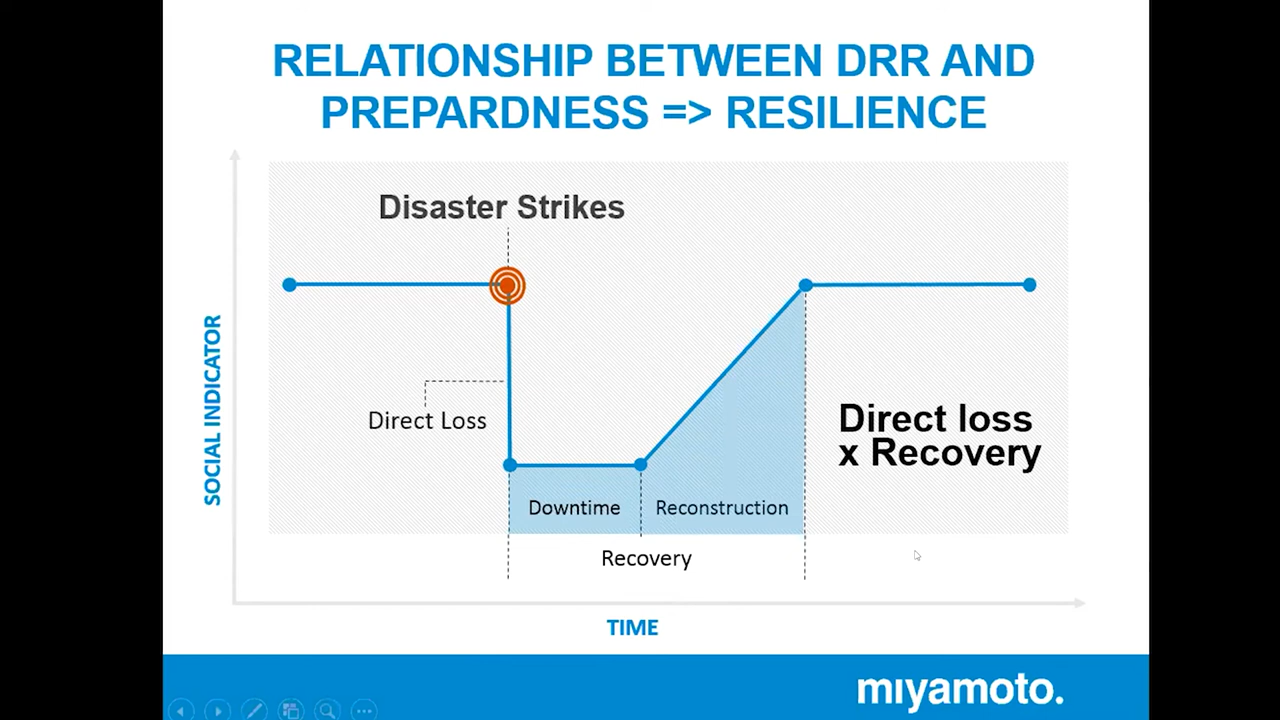 RELATIONSHIP BETWEEN DRR AND
PREPARDNESS => RESILIENCE
Disaster Strikes
SOCIAL INDICATOR
Direct Loss
Direct loss
x Recovery
Downtime
Reconstruction
Recovery
TIME
miyamoto.